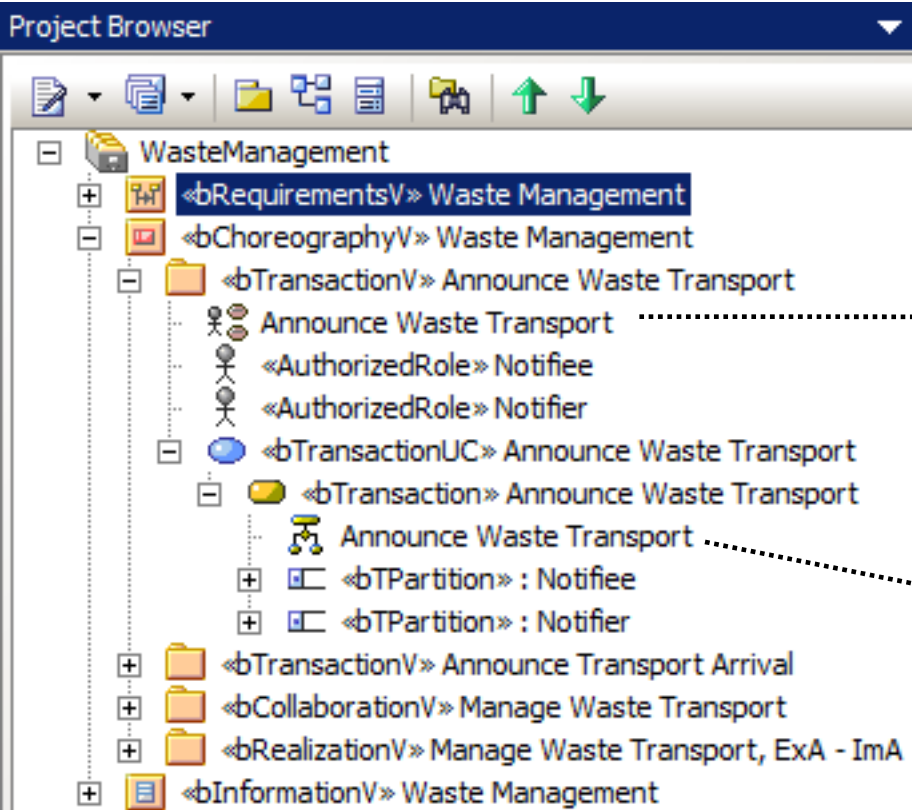 Project Browser
WasteManagement
«bRequirementsV» Waste Management
«bChoreographyV» Waste Management
«bTransactionV» Announce Waste Transport
Announce Waste Transport
«AuthorizedRole» Notifiee
«AuthorizedRole» Notifier
«bTransactionUC» Announce Waste Transport
«bTransaction» Announce Waste Transport
Announce Waste Transport
«bTPartition» : Notifiee
«bTPartition» : Notifier
«bTransactionV» Announce Transport Arrival
«bCollaborationV» Manage Waste Transport
«bRealizationV» Manage Waste Transport, ExA - ImA
«bInformationV» Waste Management